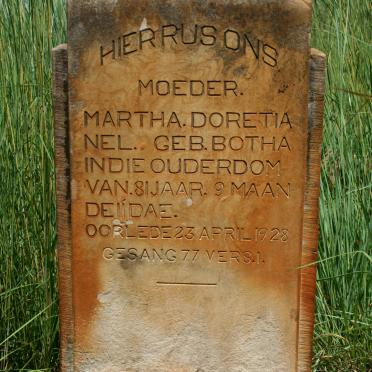 HIER RUS ONS
MOEDER.
MARTHA. DORETIA
NEL.. GEB. BOTHA
IN DIE OUDERDOM
VAN. 81 JAAR. 9 MAAN
DE 11 DAE.
OORLEDE 23 APRIL 1928
GESANG 77 VERS. 1.